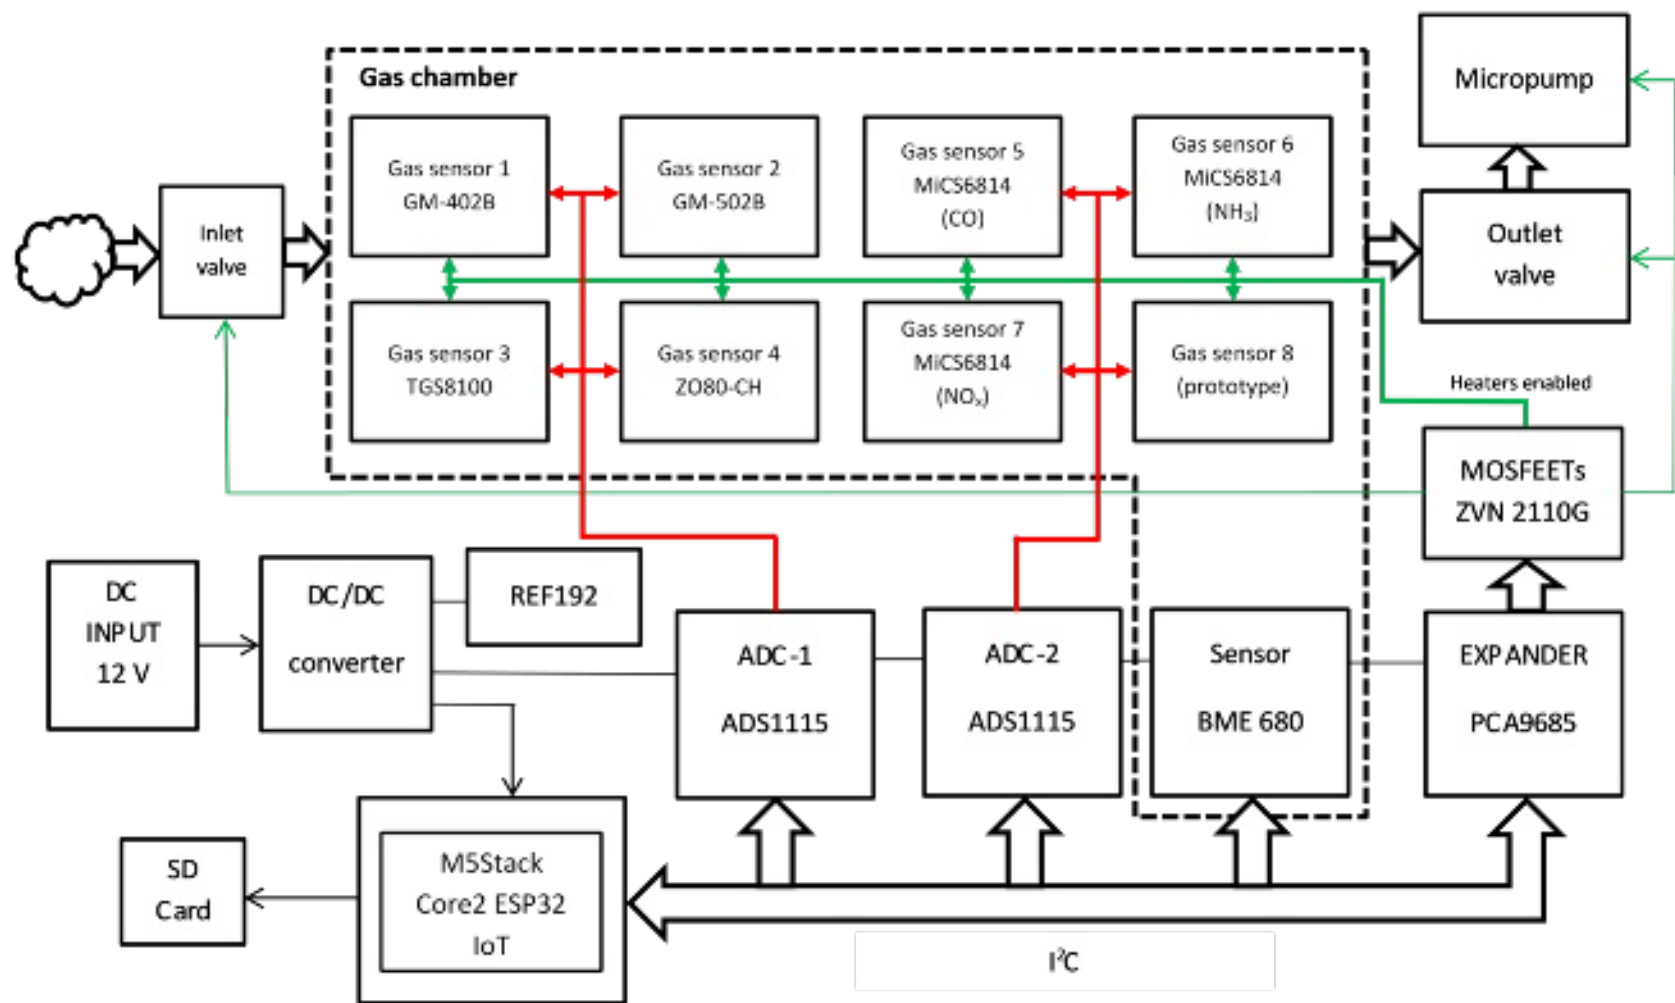 Gas chamber
Micropump
Gas sensor 1
GM-402B
Gas sensor 2
GM-502B
Gas sensor 5
MiCS6814
(CO)
Gas sensor 6
MiCS6814
(NH₃)
Inlet
valve
Outlet
valve
Gas sensor 3
TGS8100
Gas sensor 4
ZO80-CH
Gas sensor 7
MiCS6814
(NOₓ)
Gas sensor 8
(prototype)
Heaters enabled
MOSFEETs
ZVN 2110G
DC
INPUT
12 V
DC/DC
converter
REF192
ADC-1
ADS1115
ADC-2
ADS1115
Sensor
BME 680
EXPANDER
PCA9685
SD
Card
M5Stack
Core2 ESP32
IoT
I²C